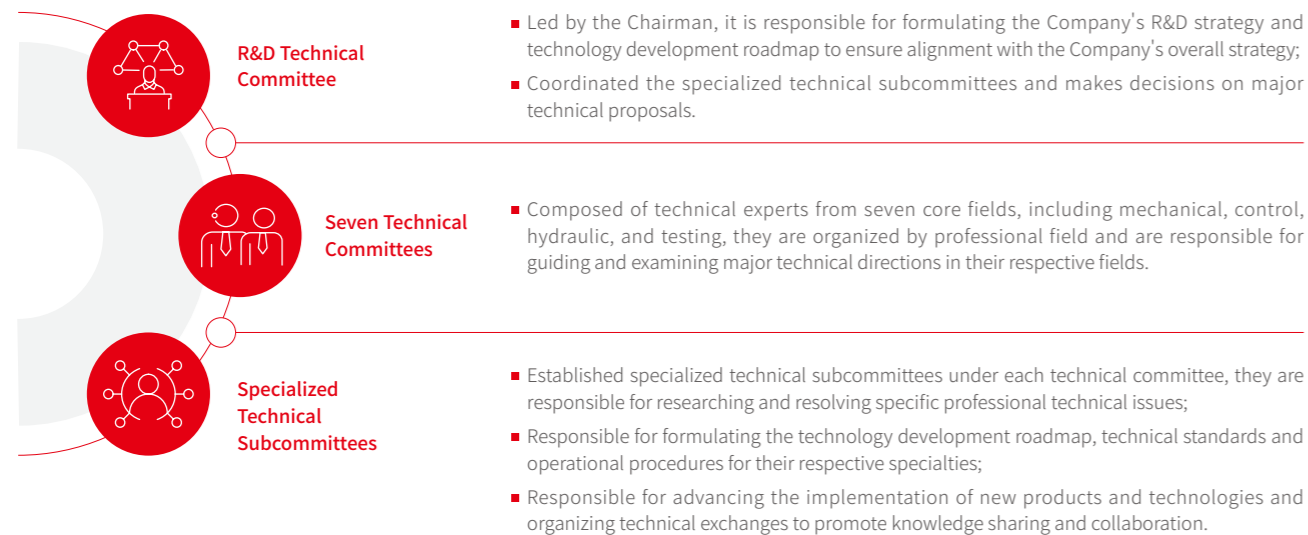 R&D Technical
Committee
■ Led by the Chairman, it is responsible for formulating the Company's R&D strategy and
technology development roadmap to ensure alignment with the Company's overall strategy;
■ Coordinated the specialized technical subcommittees and makes decisions on major
technical proposals.
Seven Technical
Committees
■ Composed of technical experts from seven core fields, including mechanical, control,
hydraulic, and testing, they are organized by professional field and are responsible for
guiding and examining major technical directions in their respective fields.
Specialized
Technical
Subcommittees
■ Established specialized technical subcommittees under each technical committee, they are
responsible for researching and resolving specific professional technical issues;
■ Responsible for formulating the technology development roadmap, technical standards and
operational procedures for their respective specialties;
■ Responsible for advancing the implementation of new products and technologies and
organizing technical exchanges to promote knowledge sharing and collaboration.